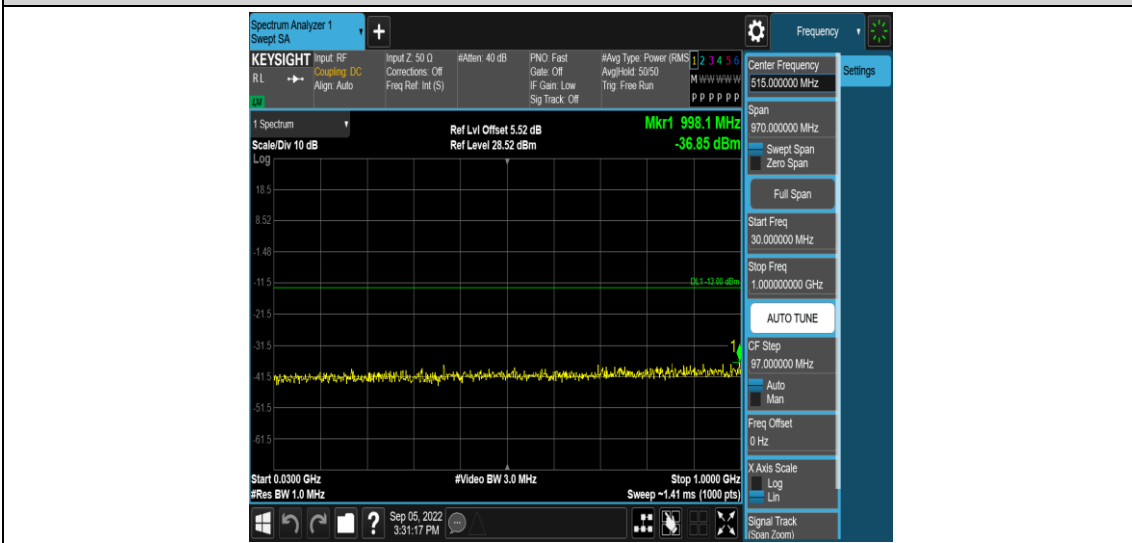 Spectrum Analyzer 1
Swept SA
+
Frequency
KEYSIGHT
RL
LXI
Input: RF
Coupling: DC
Align: Auto
Input Z: 50 Ω
Corrections: Off
Freq Ref: Int (S)
#Atten: 40 dB
PNO: Fast
Gate: Off
IF Gain: Low
Sig Track: Off
#Avg Type: Power (RMS
Avg|Hold: 50/50
Trig: Free Run
1 2 3 4 5 6
M W W W W W
P P P P P P
Center Frequency
515.000000 MHz
Settings
1 Spectrum
Scale/Div 10 dB
Log
Ref Lvl Offset 5.52 dB
Ref Level 28.52 dBm
Mkr1 998.1 MHz
-36.85 dBm
Span
970.000000 MHz
Swept Span
Zero Span
Full Span
Start Freq
30.000000 MHz
Stop Freq
1.000000000 GHz
AUTO TUNE
CF Step
97.000000 MHz
Auto
Man
Freq Offset
0 Hz
X Axis Scale
Log
Lin
Signal Track
(Span Zoom)
18.5
8.52
-1.48
-11.5
DL1 -13.00 dBm
-21.5
-31.5
1
-41.5
-51.5
-61.5
Start 0.0300 GHz
#Video BW 3.0 MHz
Stop 1.0000 GHz
#Res BW 1.0 MHz
Sweep ~1.41 ms (1000 pts)
?
Sep 05, 2022
3:31:17 PM